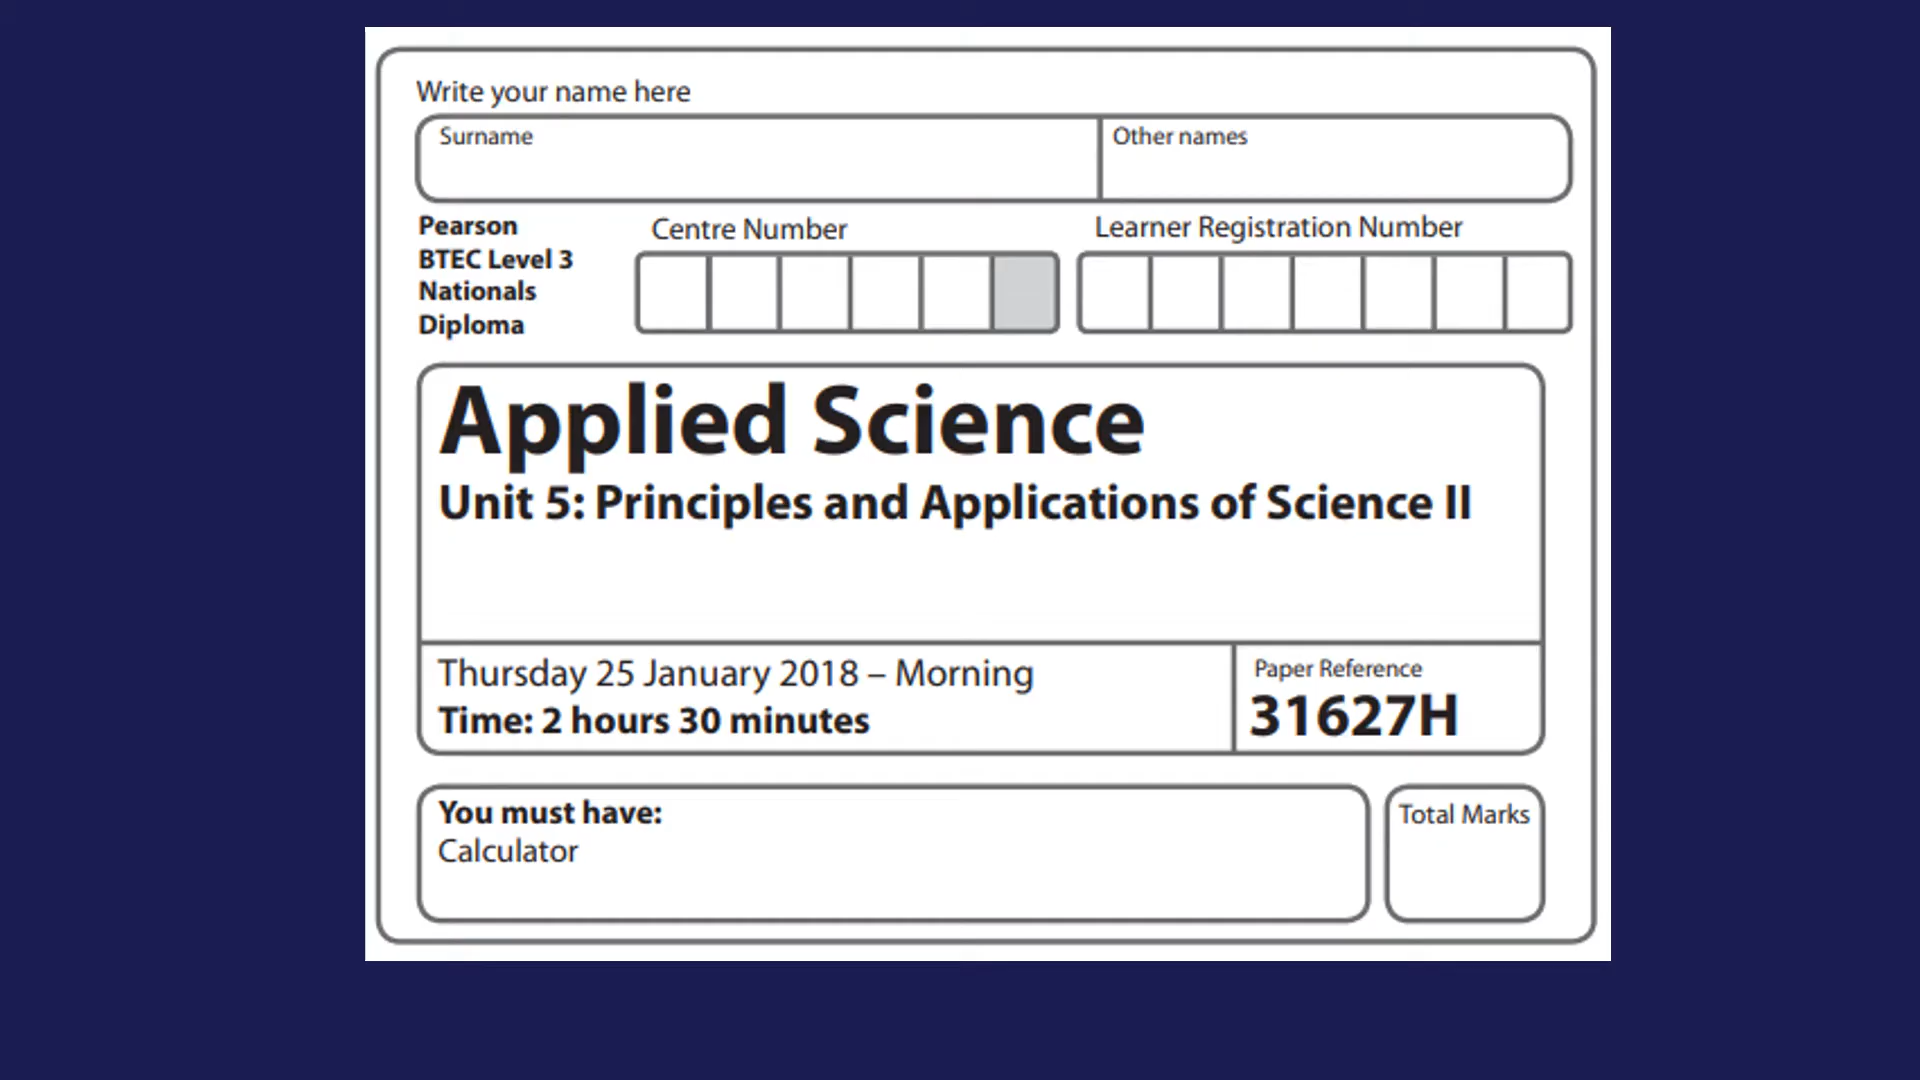 Write your name here
Surname
Other names
Pearson
BTEC Level 3
Nationals
Diploma
Centre Number
Learner Registration Number
Applied Science
Unit 5: Principles and Applications of Science II
Thursday 25 January 2018 – Morning
Time: 2 hours 30 minutes
Paper Reference
31627H
You must have:
Calculator
Total Marks